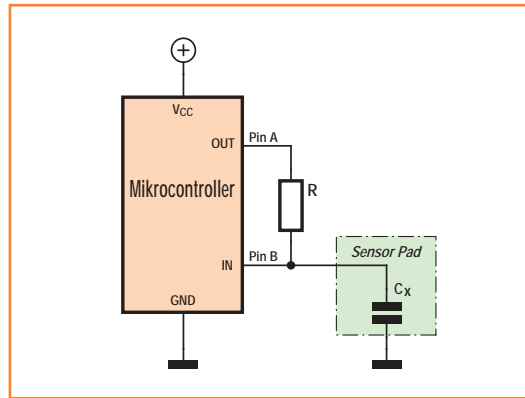 VCC
OUT
Pin A
Mikrocontroller
R
IN
Pin B
Sensor Pad
CX
GND